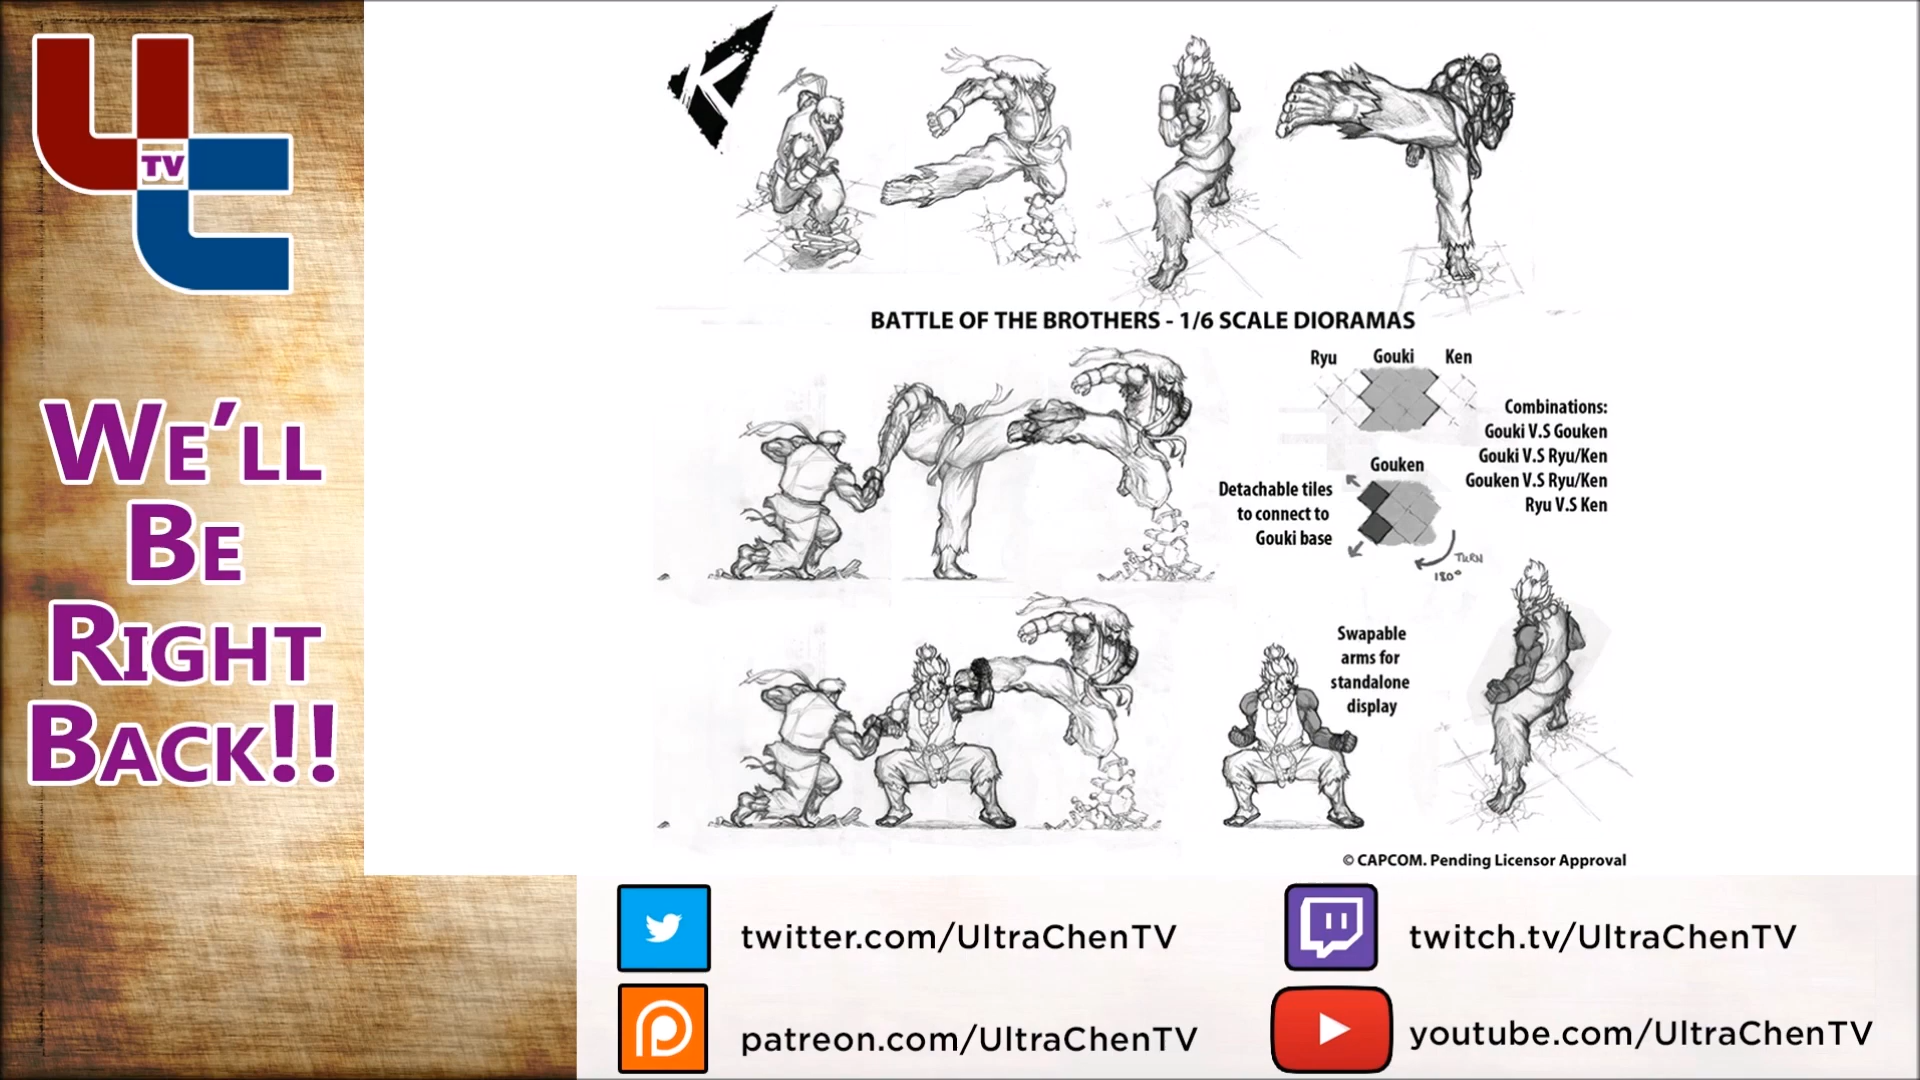 UC
TV
WE'LL
BE
RIGHT
BACK!!
K
BATTLE OF THE BROTHERS - 1/6 SCALE DIORAMAS
Ryu Gouki Ken
Combinations:
Gouki V.S Gouken
Gouki V.S Ryu/Ken
Gouken V.S Ryu/Ken
Ryu V.S Ken
Gouken
Detachable tiles
to connect to
Gouki base
TURN
180°
Swapable
arms for
standalone
display
© CAPCOM. Pending Licensor Approval
twitter.com/UltraChenTV
twitch.tv/UltraChenTV
patreon.com/UltraChenTV
youtube.com/UltraChenTV